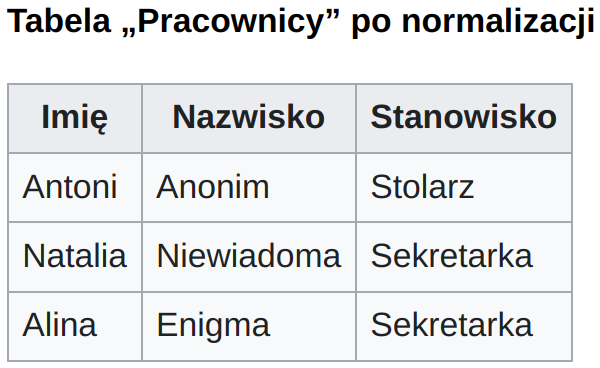 Tabela „Pracownicy” po normalizacji
Imię Nazwisko Stanowisko
Antoni Anonim Stolarz
Natalia Niewiadoma Sekretarka
Alina Enigma Sekretarka